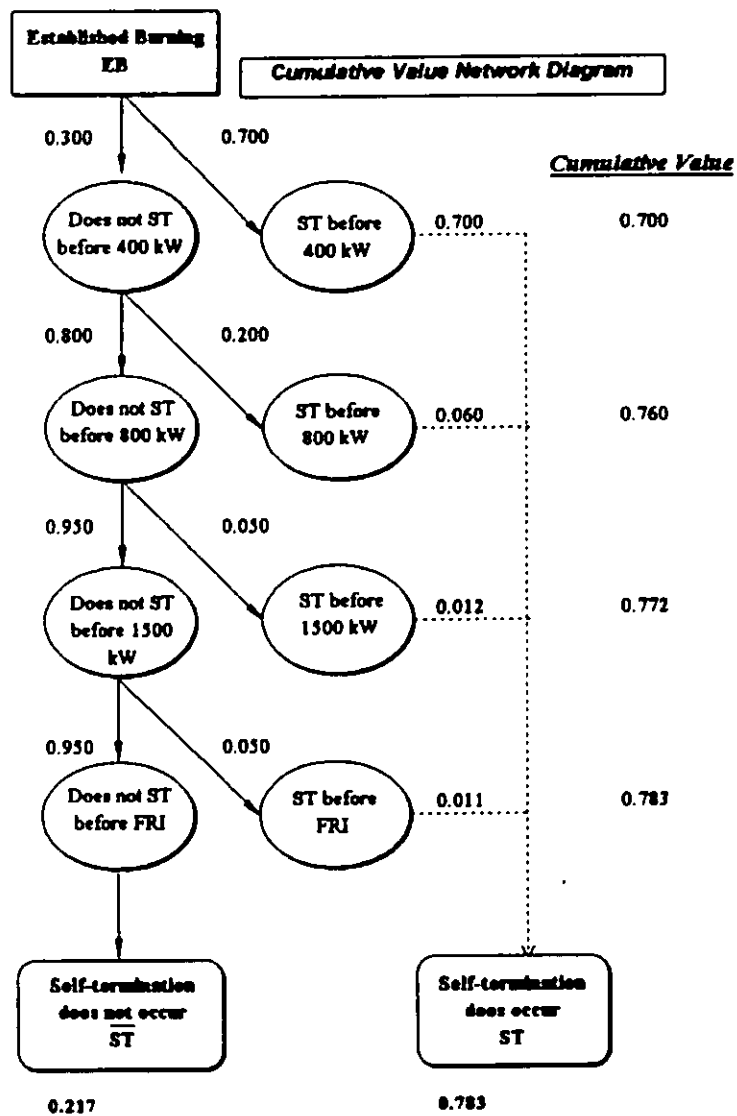 Established Burning
EB
Cumulative Value Network Diagram
0.300
0.700
Cumulative Value
Does not ST
before 400 kW
ST before
400 kW
0.700
0.700
0.800
0.200
Does not ST
before 800 kW
ST before
800 kW
0.060
0.760
0.950
0.050
Does not ST
before 1500
kW
ST before
1500 kW
0.012
0.772
0.950
0.050
Does not ST
before FRI
ST before
FRI
0.011
0.783
Self-termination
does not occur
S̅T̅
Self-termination
does occur
ST
0.217
0.783